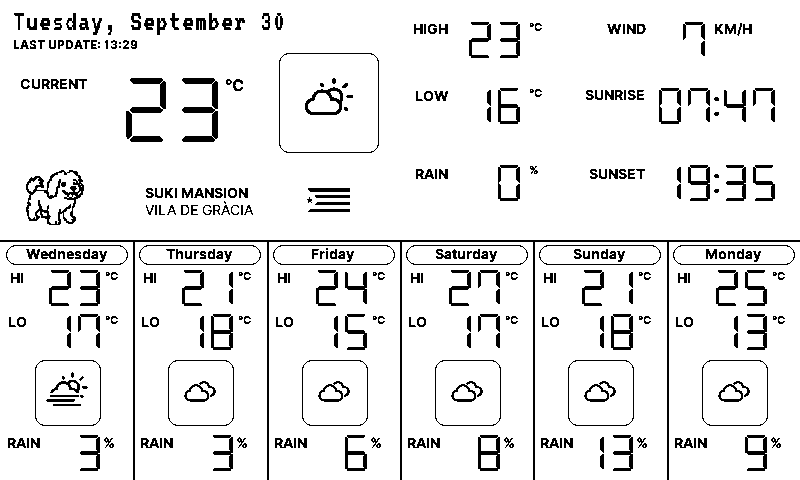 Tuesday, September 30
LAST UPDATE: 13:29
CURRENT 23 °C
SUKI MANSION
VILA DE GRÀCIA
HIGH 23 °C
LOW 16 °C
RAIN 0 %
WIND 7 KM/H
SUNRISE 07:47
SUNSET 19:35
Wednesday
HI 23 °C
LO 17 °C
RAIN 3 %
Thursday
HI 21 °C
LO 18 °C
RAIN 3 %
Friday
HI 24 °C
LO 15 °C
RAIN 6 %
Saturday
HI 27 °C
LO 17 °C
RAIN 8 %
Sunday
HI 21 °C
LO 18 °C
RAIN 13 %
Monday
HI 25 °C
LO 13 °C
RAIN 9 %